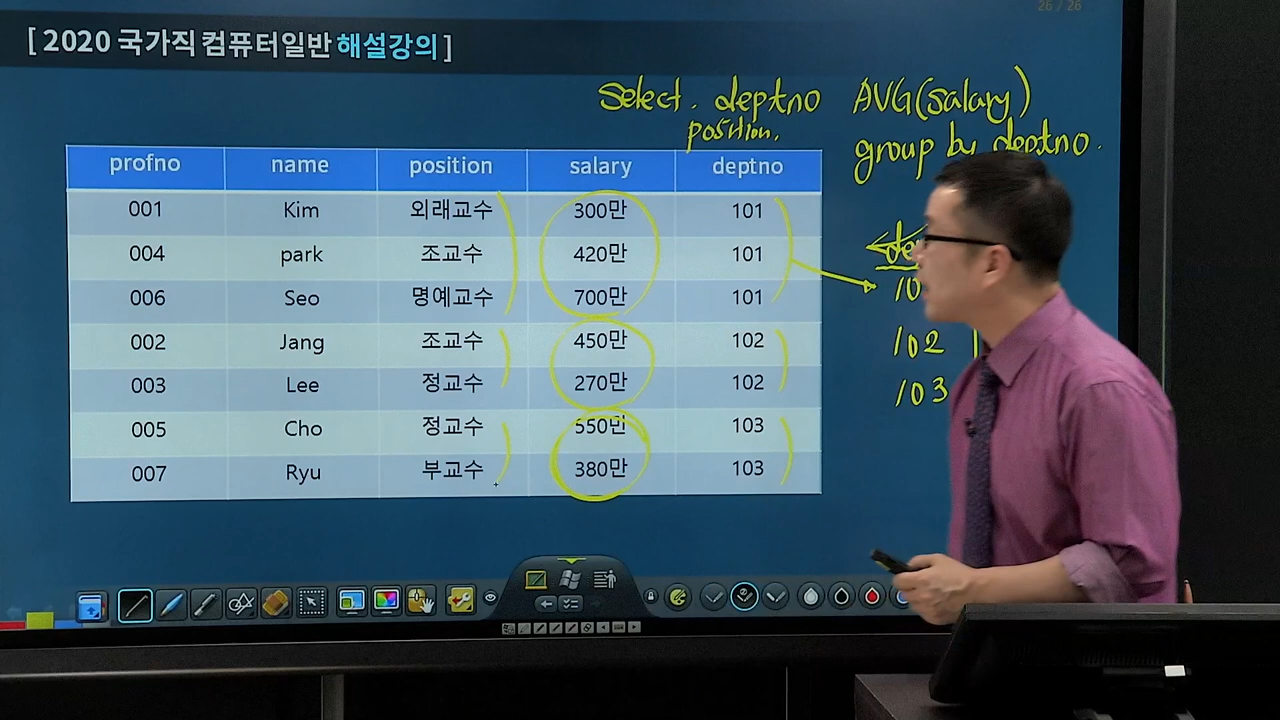 26 / 26
[ 2020 국가직 컴퓨터일반 해설강의 ]
Select. deptno AVG(salary)
position.
group by deptno.
profno name position salary deptno
001 Kim 외래교수 300만 101
004 park 조교수 420만 101
006 Seo 명예교수 700만 101
002 Jang 조교수 450만 102
003 Lee 정교수 270만 102
005 Cho 정교수 550만 103
007 Ryu 부교수 380만 103
de
10
102
103